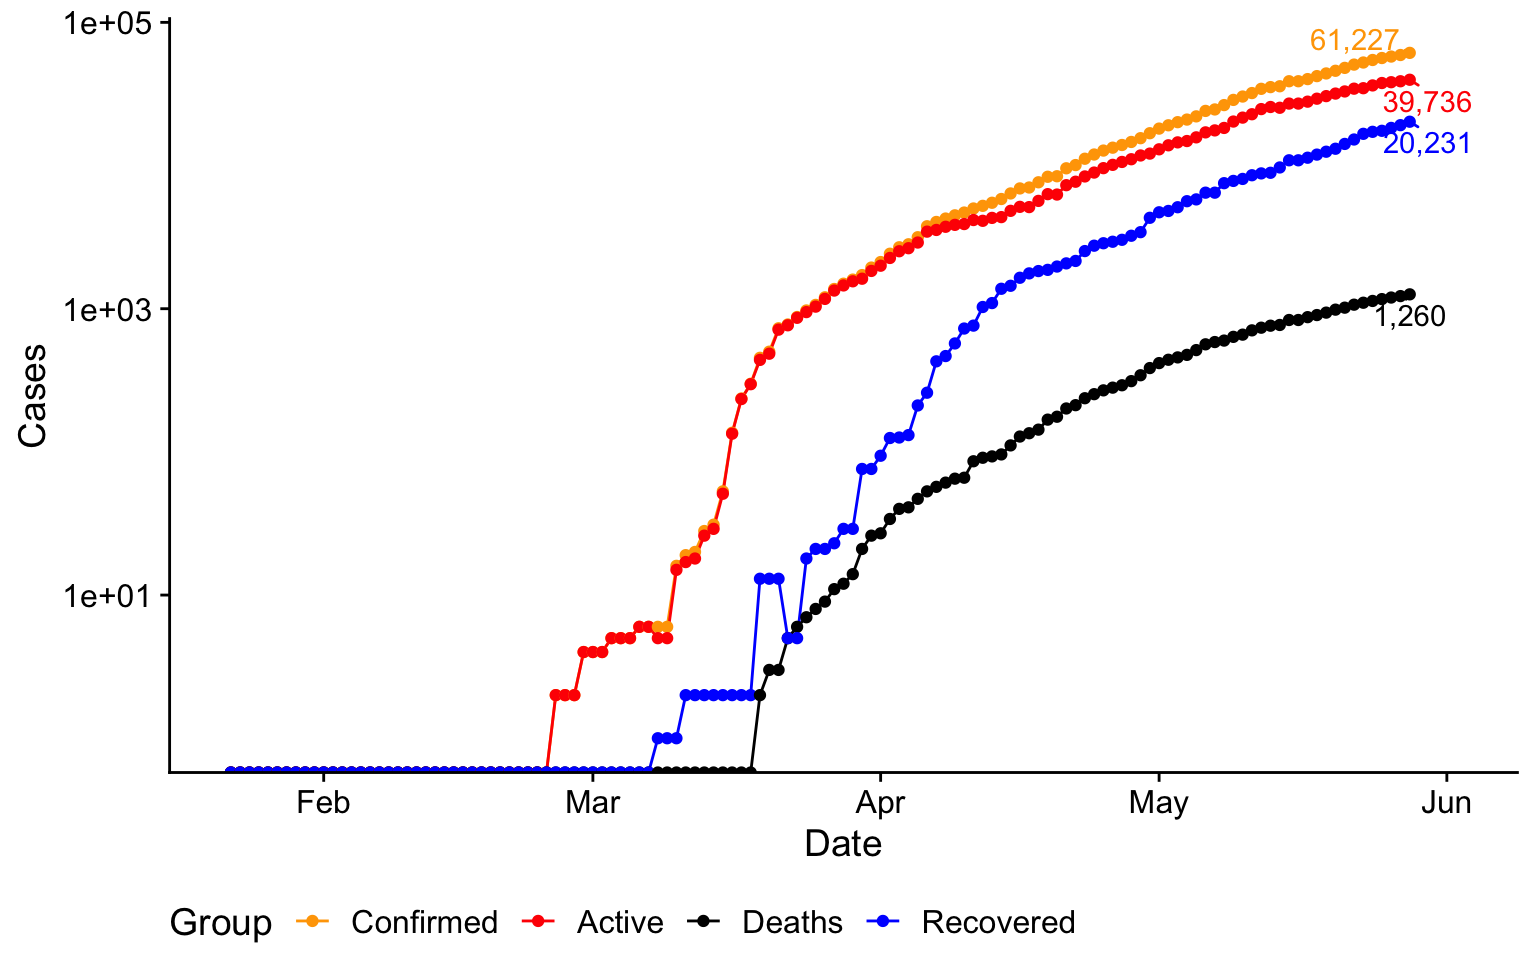 1e+05
61,227
39,736
20,231
1e+03
1,260
Cases
1e+01
Feb Mar Apr May Jun
Date
Group Confirmed Active Deaths Recovered